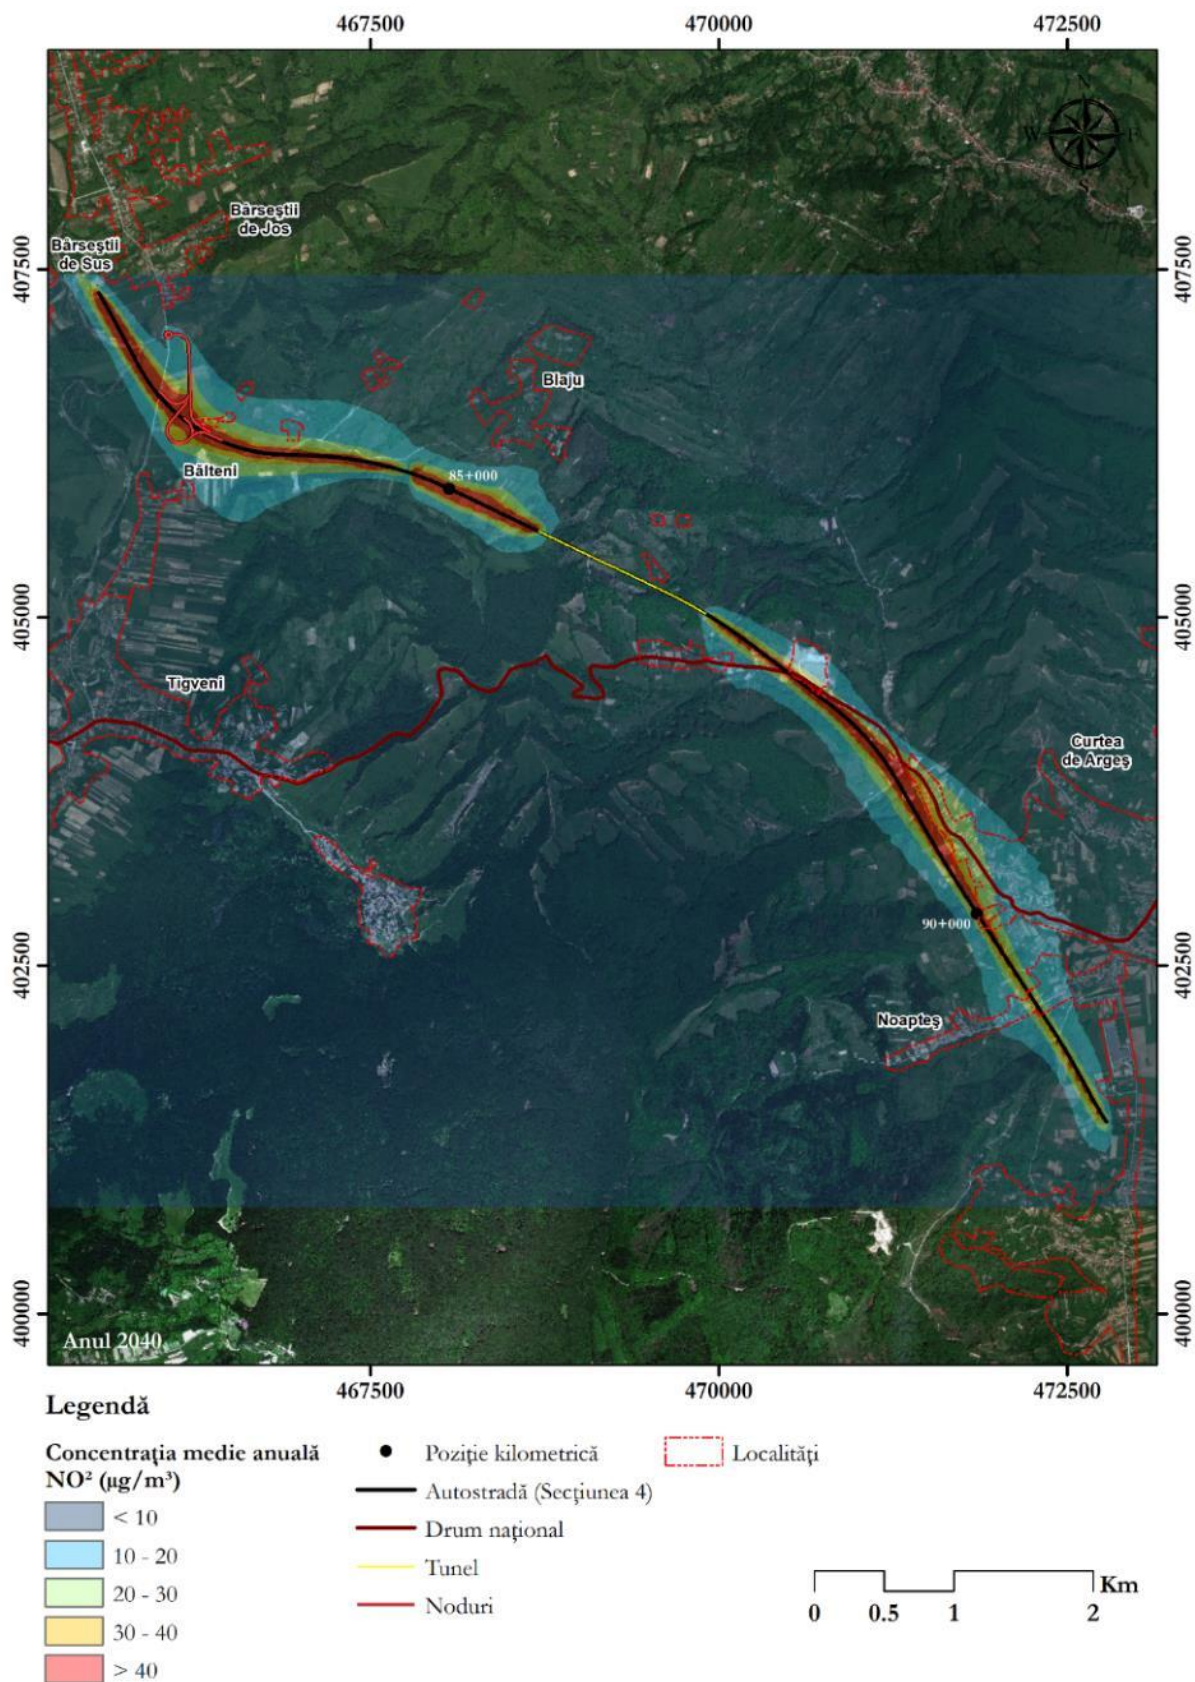 467500 470000 472500
W E
S
Bârseştii
de Jos
Bârseştii
de Sus
407500 407500
Blaju
85+000
Bălteni
405000 405000
Tigveni
Curtea
de Argeş
90+000
402500 402500
Noapteş
400000 400000
Anul 2040
467500 470000 472500
Legendă
Concentraţia medie anuală
NO² (µg/m³)
< 10
10 - 20
20 - 30
30 - 40
> 40
Poziţie kilometrică
Autostradă (Secţiunea 4)
Drum naţional
Tunel
Noduri
Localităţi
Km
0 0.5 1 2